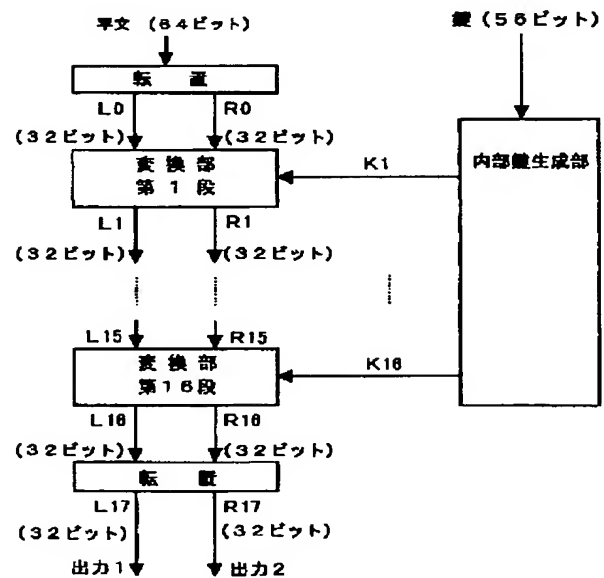 平文 (64ビット)
鍵 (56ビット)
転 置
L0 R0
(32ビット) (32ビット)
変 換 部
第 1 段
K1
内部鍵生成部
L1 R1
(32ビット) (32ビット)
L15 R15
変 換 部
第 1 6 段
K16
L16 R16
(32ビット) (32ビット)
転 置
L17 R17
(32ビット) (32ビット)
出力1 出力2